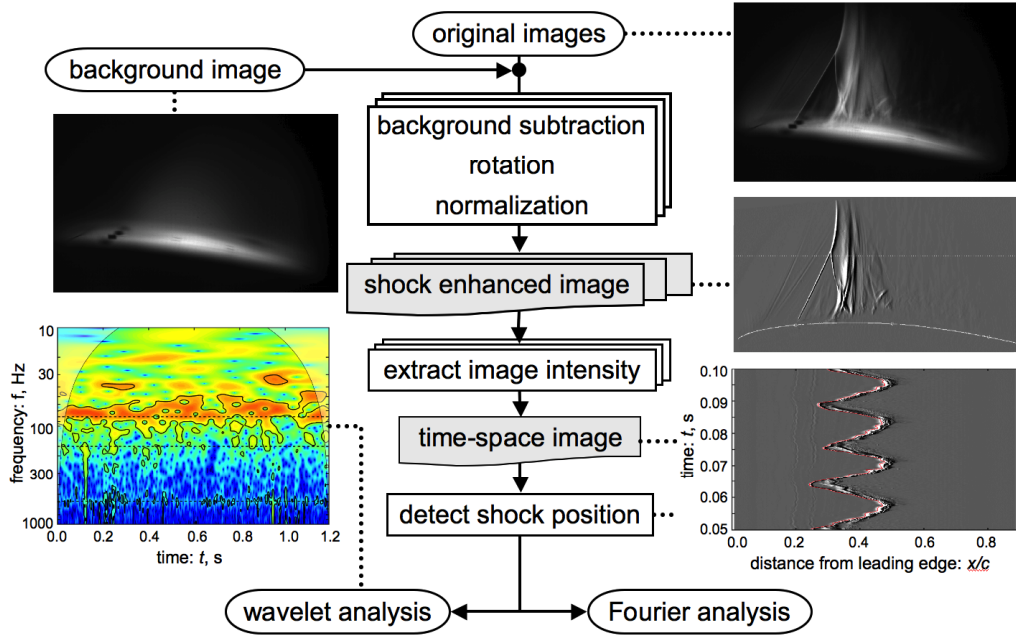 original images
background image
background subtraction
rotation
normalization
shock enhanced image
extract image intensity
time-space image
detect shock position
wavelet analysis
Fourier analysis
frequency: f, Hz
10
30
100
300
1000
0.0 0.2 0.4 0.6 0.8 1.0 1.2
time: t, s
time: t, s
0.10
0.09
0.08
0.07
0.06
0.05
0.0 0.2 0.4 0.6 0.8
distance from leading edge: x/c